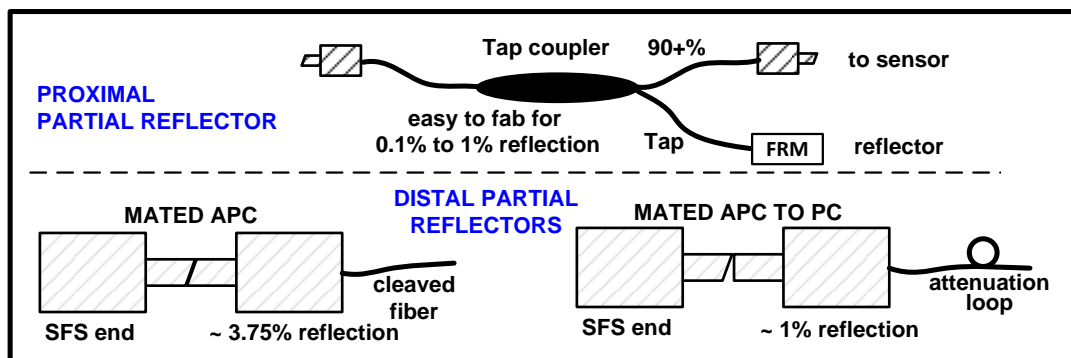 Tap coupler
90+%
to sensor
PROXIMAL
PARTIAL REFLECTOR
easy to fab for
0.1% to 1% reflection
Tap
FRM
reflector
DISTAL PARTIAL
REFLECTORS
MATED APC
cleaved
fiber
SFS end
~ 3.75% reflection
MATED APC TO PC
attenuation
loop
SFS end
~ 1% reflection